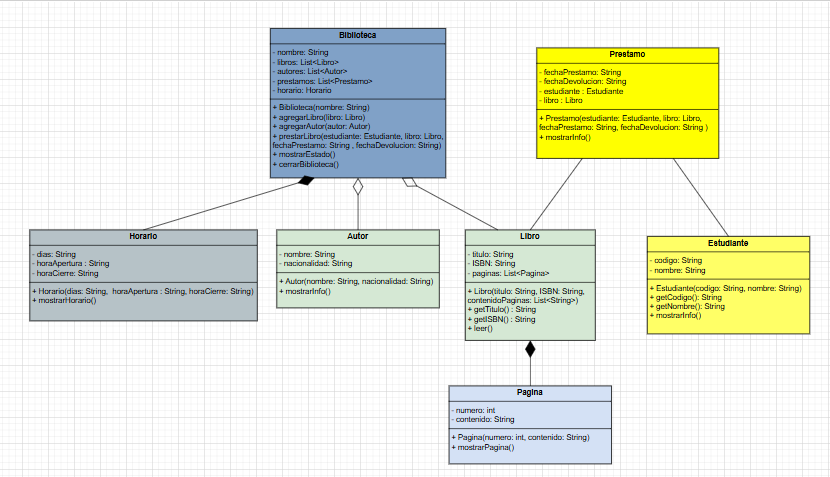 Biblioteca
- nombre: String
- libros: List<Libro>
- autores: List<Autor>
- prestamos: List<Prestamo>
- horario: Horario
+ Biblioteca(nombre: String)
+ agregarLibro(libro: Libro)
+ agregarAutor(autor: Autor)
+ prestarLibro(estudiante: Estudiante, libro: Libro,
fechaPrestamo: String , fechaDevolucion: String)
+ mostrarEstado()
+ cerrarBiblioteca()
Prestamo
- fechaPrestamo: String
- fechaDevolucion: String
- estudiante : Estudiante
- libro : Libro
+ Prestamo(estudiante: Estudiante, libro: Libro,
fechaPrestamo: String, fechaDevolucion: String )
+ mostrarInfo()
Horario
- dias: String
- horaApertura : String
- horaCierre: String
+ Horario(dias: String, horaApertura : String, horaCierre: String)
+ mostrarHorario()
Autor
- nombre: String
- nacionalidad: String
+ Autor(nombre: String, nacionalidad: String)
+ mostrarInfo()
Libro
- titulo: String
- ISBN: String
- paginas: List<Pagina>
+ Libro(titulo: String, ISBN: String,
contenidoPaginas: List<String>)
+ getTitulo() : String
+ getISBN() : String
+ leer()
Estudiante
- codigo: String
- nombre: String
+ Estudiante(codigo: String, nombre: String)
+ getCodigo(): String
+ getNombre(): String
+ mostrarInfo()
Pagina
- numero: int
- contenido: String
+ Pagina(numero: int, contenido: String)
+ mostrarPagina()